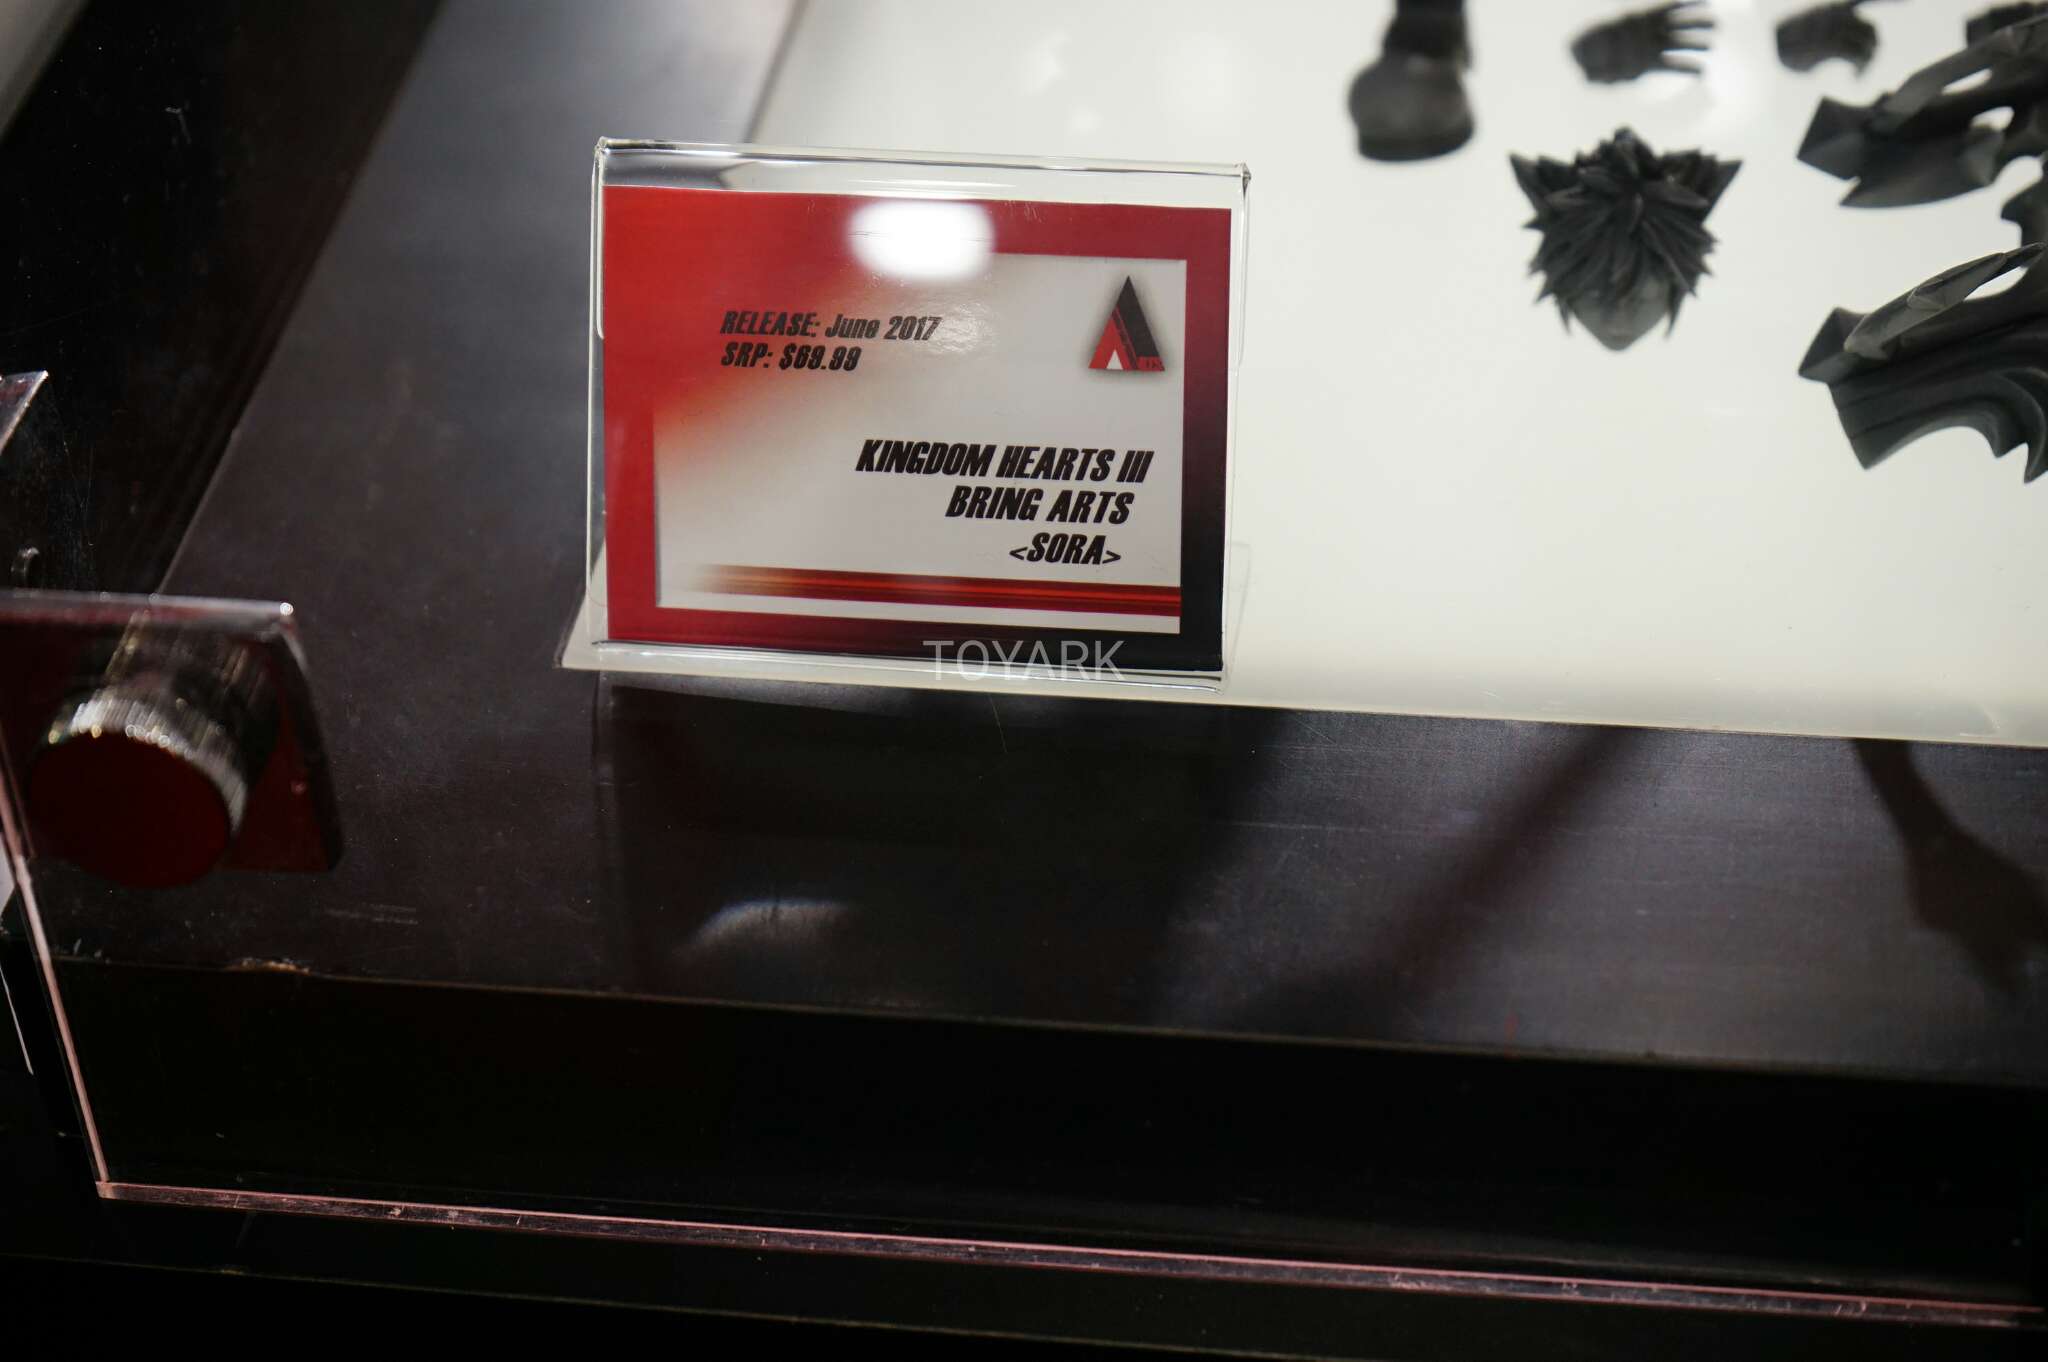 RELEASE: June 2017
SRP: $69.99
KINGDOM HEARTS III
BRING ARTS
<SORA>
TOYARK